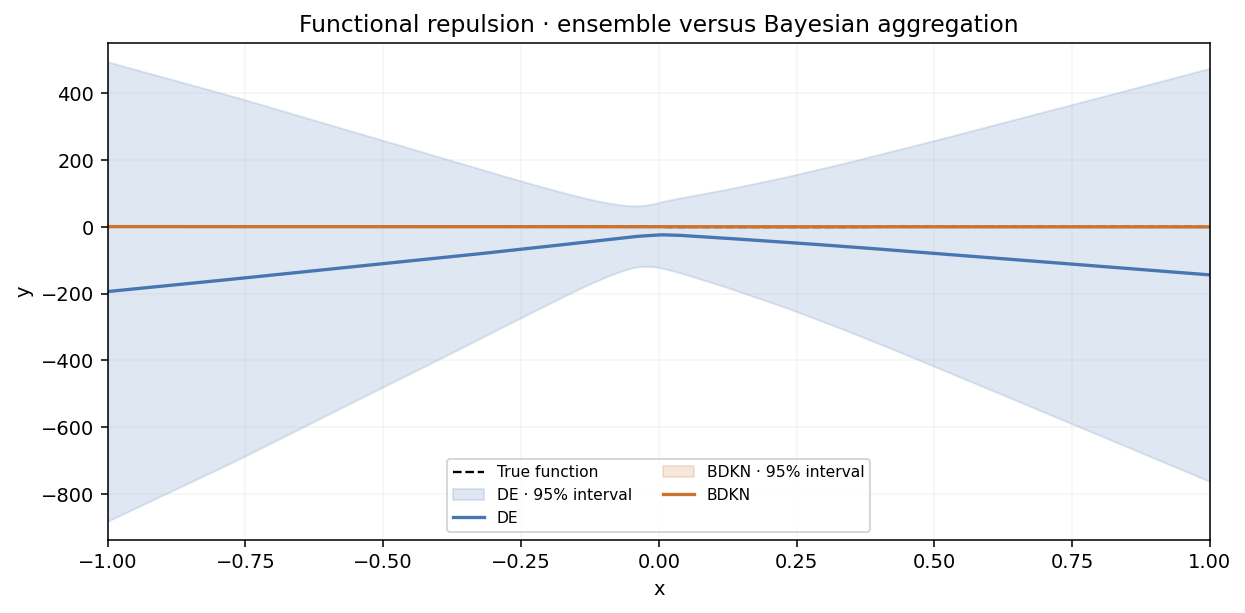 Functional repulsion · ensemble versus Bayesian aggregation
y
400
200
0
−200
−400
−600
−800
True function
DE · 95% interval
DE
BDKN · 95% interval
BDKN
−1.00 −0.75 −0.50 −0.25 0.00 0.25 0.50 0.75 1.00
x